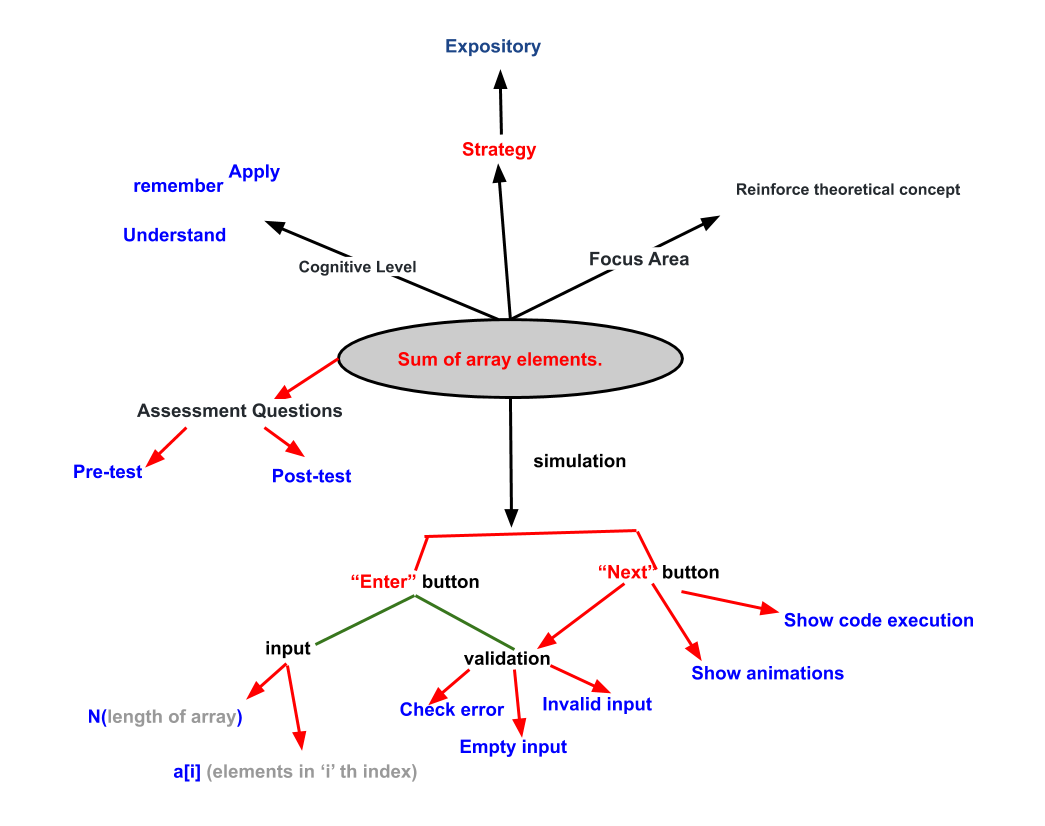 Expository
Strategy
Apply
remember
Reinforce theoretical concept
Understand
Focus Area
Cognitive Level
Sum of array elements.
Assessment Questions
Pre-test
Post-test
simulation
“Enter” button
“Next” button
Show code execution
input
validation
Show animations
Check error
Invalid input
N(length of array)
Empty input
a[i] (elements in ‘i’ th index)